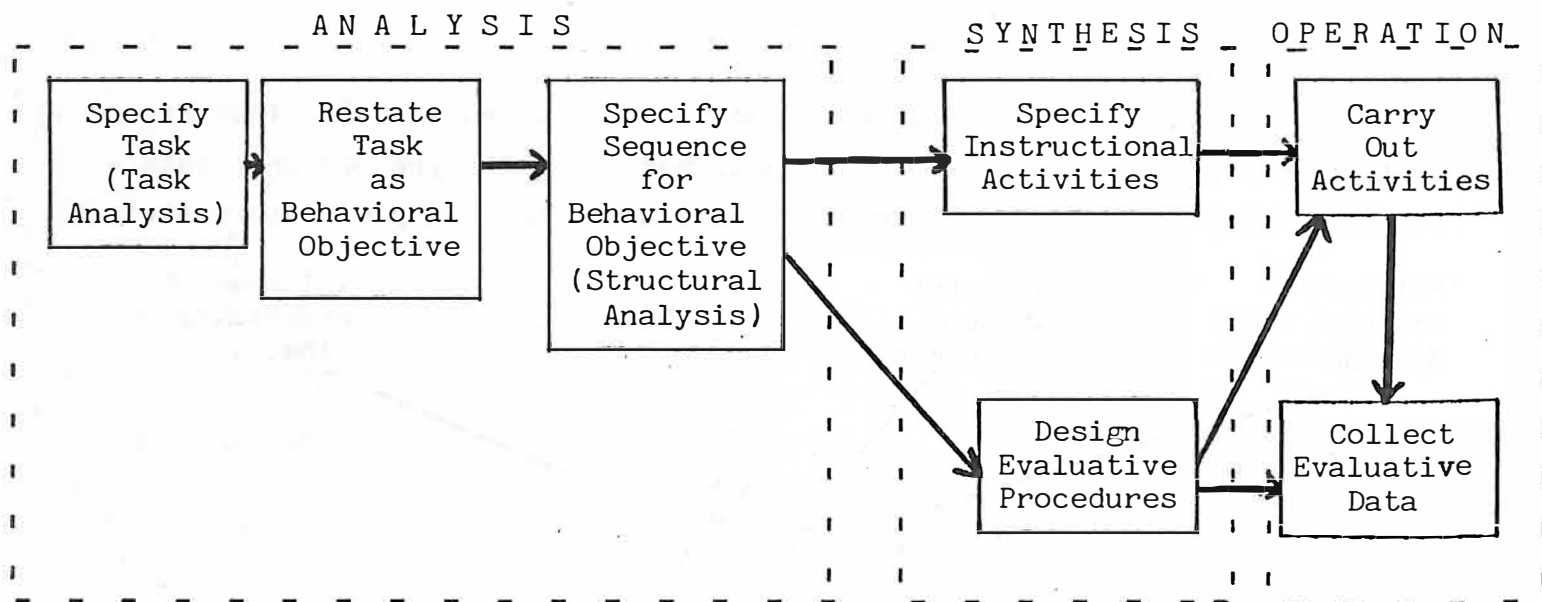 ANALYSIS
SYNTHESIS
OPERATION
Specify
Task
(Task
Analysis)
Restate
Task
as
Behavioral
Objective
Specify
Sequence
for
Behavioral
Objective
(Structural
Analysis)
Specify
Instructional
Activities
Carry
Out
Activities
Design
Evaluative
Procedures
Collect
Evaluative
Data